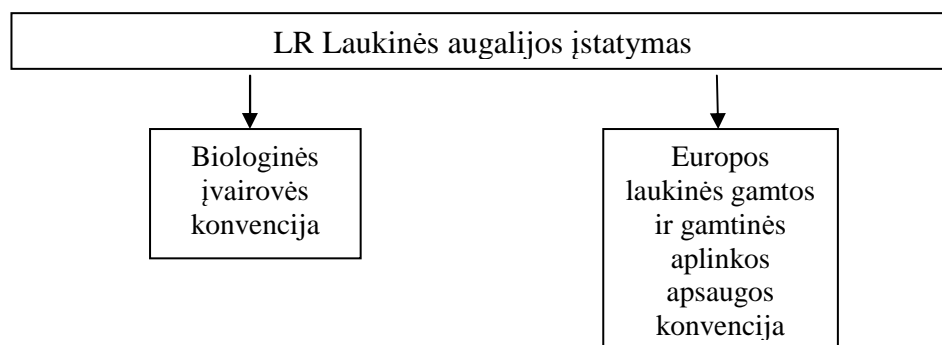 LR Laukinės augalijos įstatymas
Biologinės
įvairovės
konvencija
Europos
laukinės gamtos
ir gamtinės
aplinkos
apsaugos
konvencija